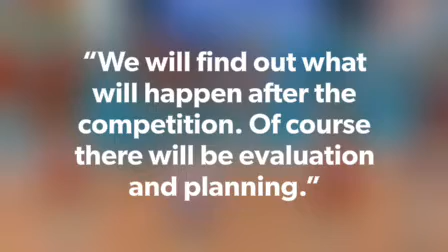 “We will find out what
will happen after the
competition. Of course
there will be evaluation
and planning.”